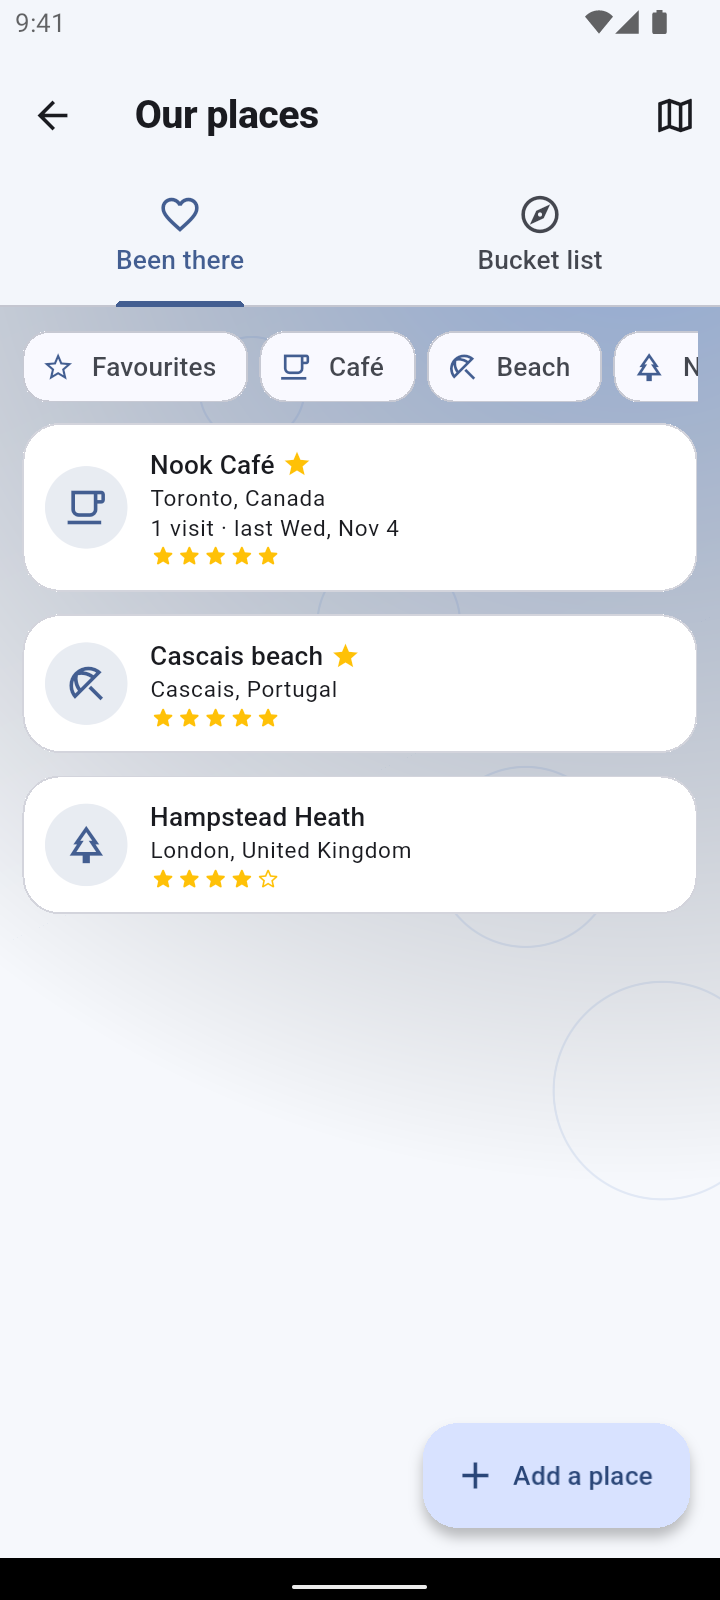 9:41
Our places
Been there
Bucket list
Favourites
Café
Beach
N
Nook Café
Toronto, Canada
1 visit · last Wed, Nov 4
Cascais beach
Cascais, Portugal
Hampstead Heath
London, United Kingdom
Add a place